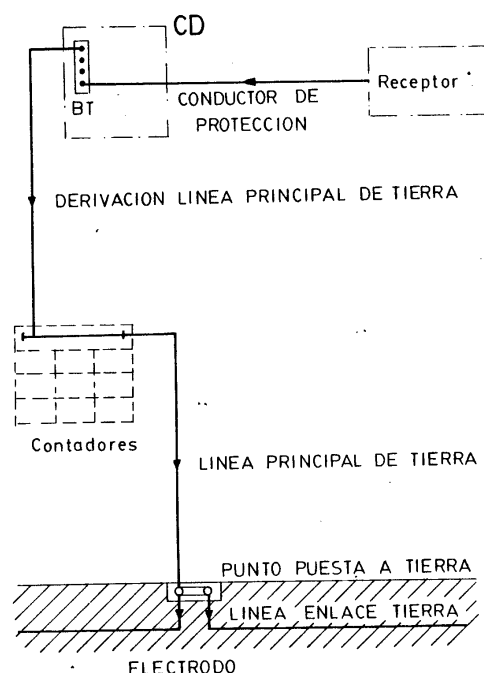 CD
BT
Receptor
CONDUCTOR DE
PROTECCION
DERIVACION LINEA PRINCIPAL DE TIERRA
Contadores
LINEA PRINCIPAL DE TIERRA
PUNTO PUESTA A TIERRA
LINEA ENLACE TIERRA
ELECTRODO